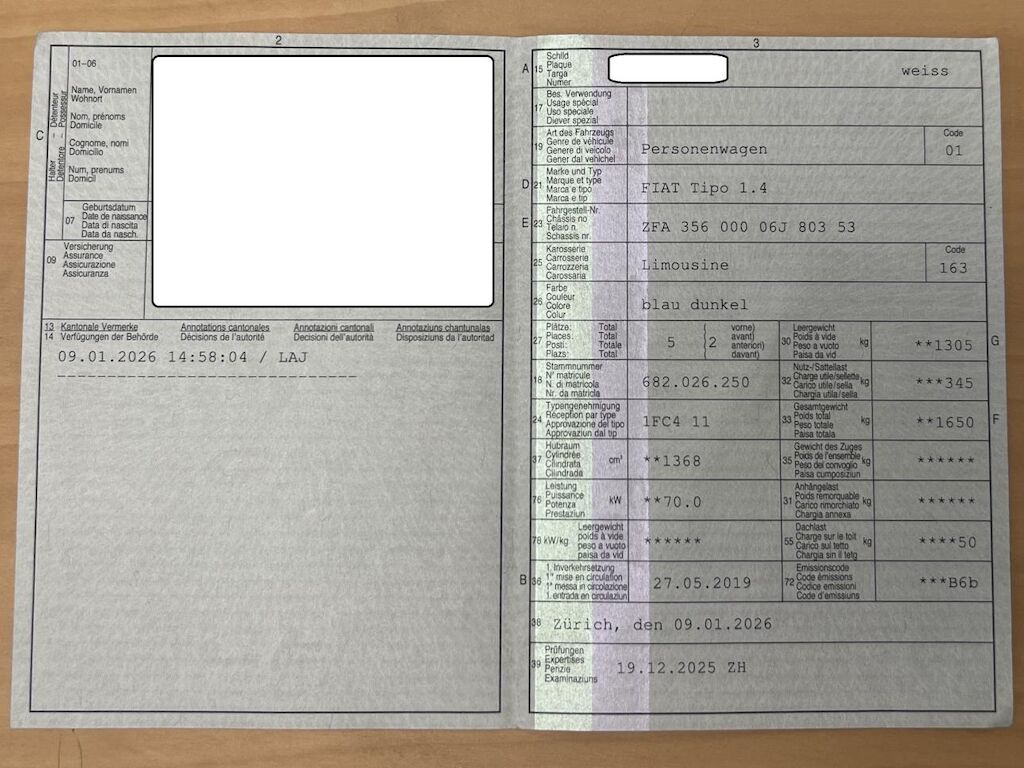 2
01–06
Name, Vornamen
Wohnort
Nom, prénoms
Domicile
Cognome, nomi
Domicilio
Num, prenums
Domicil
C
Halter – Détenteur
Detentore – Possessur
07
Geburtsdatum
Date de naissance
Data di nascita
Data da nasch.
09
Versicherung
Assurance
Assicurazione
Assicuranza
13 Kantonale Vermerke Annotations cantonales Annotazioni cantonali Annotaziuns chantunalas
14 Verfügungen der Behörde Décisions de l'autorité Decisioni dell'autorità Disposiziuns da l'autoritad
09.01.2026 14:58:04 / LAJ
3
A 15
Schild
Plaque
Targa
Numer
weiss
17
Bes. Verwendung
Usage spécial
Uso speciale
Diever spezial
19
Art des Fahrzeugs
Genre de véhicule
Genere di veicolo
Gener dal vehichel
Personenwagen
Code
01
D 21
Marke und Typ
Marque et type
Marca e tipo
Marca e tip
FIAT Tipo 1.4
E 23
Fahrgestell-Nr.
Châssis no
Telaio n.
Schassis nr.
ZFA 356 000 06J 803 53
25
Karosserie
Carrosserie
Carrozzeria
Carossaria
Limousine
Code
163
26
Farbe
Couleur
Colore
Colur
blau dunkel
27
Plätze: Total
Places: Total
Posti: Totale
Plazs: Total
5 ( 2 vorne)
avant)
anteriori)
davant)
30
Leergewicht
Poids à vide
Peso a vuoto
Paisa da vid
kg
**1305
G
18
Stammnummer
N° matricule
N. di matricola
Nr. da matricla
682.026.250
32
Nutz-/Sattellast
Charge utile/sellette
Carico utile/sella
Chargia utila/sella
kg
***345
24
Typengenehmigung
Réception par type
Approvazione del tipo
Approvaziun dal tip
1FC4 11
33
Gesamtgewicht
Poids total
Peso totale
Paisa totala
kg
**1650
F
37
Hubraum
Cylindrée
Cilindrata
Cilindrada
cm³
**1368
35
Gewicht des Zuges
Poids de l'ensemble
Peso del convoglio
Paisa cumposiziun
kg
******
76
Leistung
Puissance
Potenza
Prestaziun
kW
**70.0
31
Anhängelast
Poids remorquable
Carico rimorchiato
Chargia annexa
kg
******
78 kW/kg
Leergewicht
poids à vide
peso a vuoto
paisa da vid
******
55
Dachlast
Charge sur le toit
Carico sul tetto
Chargia sin il tetg
kg
****50
B 36
1. Inverkehrsetzung
1re mise en circulation
1a messa in circolazione
1. entrada en circulaziun
27.05.2019
72
Emissionscode
Code émissions
Codice emissioni
Code d'emissiuns
***B6b
38
Zürich, den 09.01.2026
39
Prüfungen
Expertises
Perizie
Examinaziuns
19.12.2025 ZH